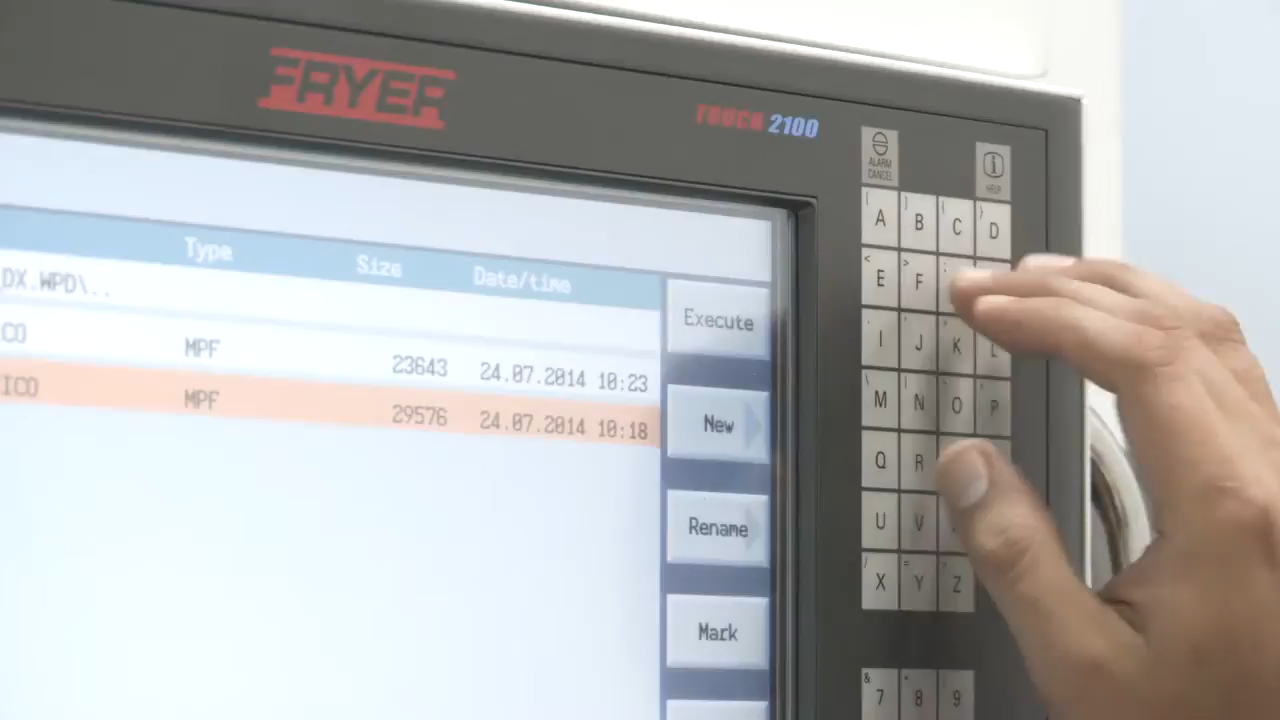 FRYER
TOUCH 2100
ALARM CANCEL
HELP
Type Size Date/time
DX.WPD\..
CO MPF 23643 24.07.2014 10:23
ICO MPF 29576 24.07.2014 10:18
Execute
New
Rename
Mark
A B C D
E F
I J K L
M N O P
Q R
U V
X Y Z
7 8 9